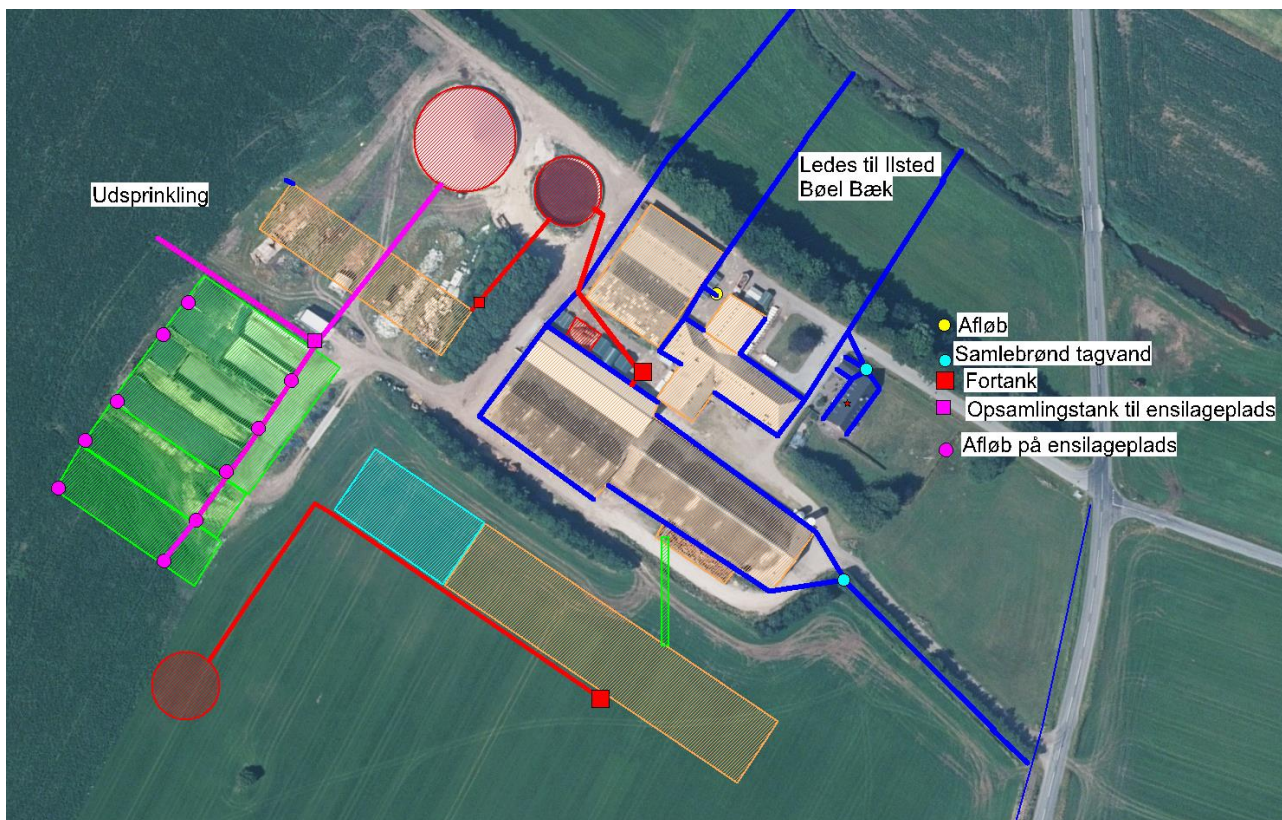 Udsprinkling
Ledes til Ilsted
Bøel Bæk
Afløb
Samlebrønd tagvand
Fortank
Opsamlingstank til ensilageplads
Afløb på ensilageplads